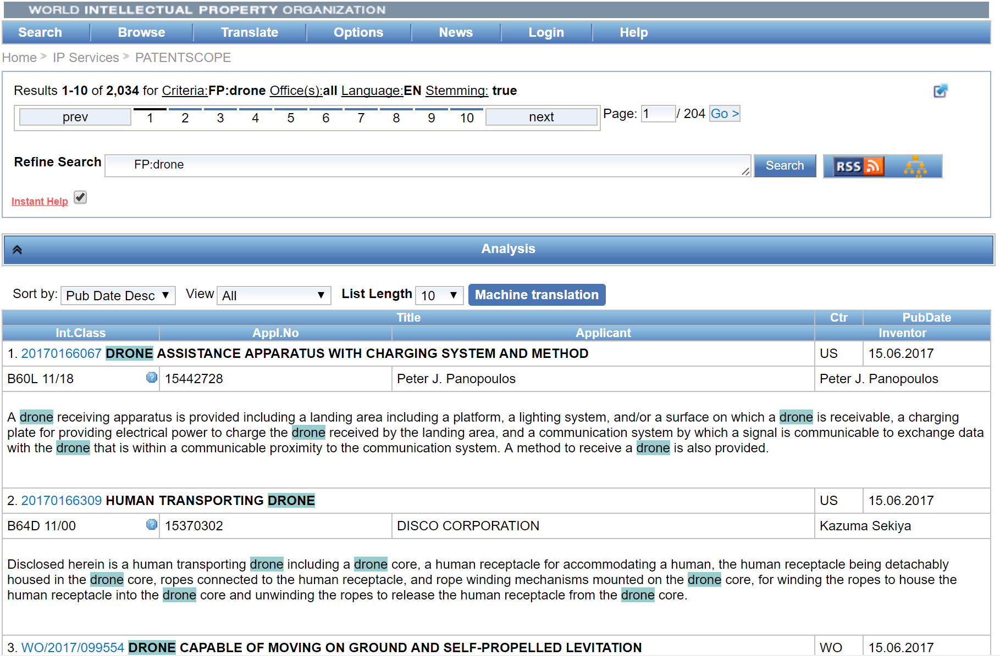 WORLD INTELLECTUAL PROPERTY ORGANIZATION
Search Browse Translate Options News Login Help
Home > IP Services > PATENTSCOPE
Results 1-10 of 2,034 for Criteria:FP:drone Office(s):all Language:EN Stemming: true
prev 1 2 3 4 5 6 7 8 9 10 next Page: 1 / 204 Go >
Refine Search FP:drone Search RSS
Instant Help
Analysis
Sort by: Pub Date Desc View All List Length 10 Machine translation
Title Ctr PubDate
Int.Class Appl.No Applicant Inventor
1. 20170166067 DRONE ASSISTANCE APPARATUS WITH CHARGING SYSTEM AND METHOD US 15.06.2017
B60L 11/18 ? 15442728 Peter J. Panopoulos Peter J. Panopoulos
A drone receiving apparatus is provided including a landing area including a platform, a lighting system, and/or a surface on which a drone is receivable, a charging
plate for providing electrical power to charge the drone received by the landing area, and a communication system by which a signal is communicable to exchange data
with the drone that is within a communicable proximity to the communication system. A method to receive a drone is also provided.
2. 20170166309 HUMAN TRANSPORTING DRONE US 15.06.2017
B64D 11/00 ? 15370302 DISCO CORPORATION Kazuma Sekiya
Disclosed herein is a human transporting drone including a drone core, a human receptacle for accommodating a human, the human receptacle being detachably
housed in the drone core, ropes connected to the human receptacle, and rope winding mechanisms mounted on the drone core, for winding the ropes to house the
human receptacle into the drone core and unwinding the ropes to release the human receptacle from the drone core.
3. WO/2017/099554 DRONE CAPABLE OF MOVING ON GROUND AND SELF-PROPELLED LEVITATION WO 15.06.2017